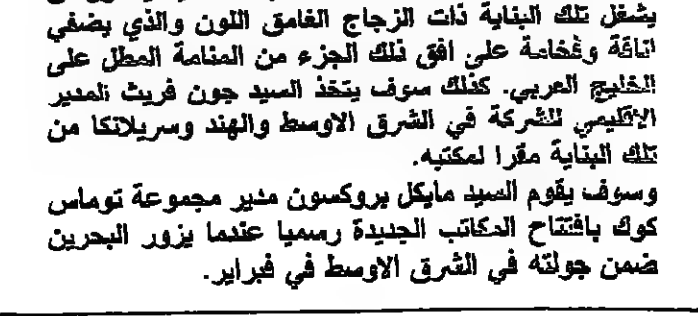 يشغل تلك البناية ذات الزجاج الغامق اللون والذي يضفي
اناقة وفخامة على افق ذلك الجزء من المنامة المطل على
الخليج العربي. كذلك سوف يتخذ السيد جون فريث المدير
الاقليمي للشركة في الشرق الاوسط والهند وسريلانكا من
تلك البناية مقرا لمكتبه.
وسوف يقوم السيد مايكل بروكسون مدير مجموعة توماس
كوك بافتتاح المكاتب الجديدة رسميا عندما يزور البحرين
ضمن جولته في الشرق الاوسط في فبراير.